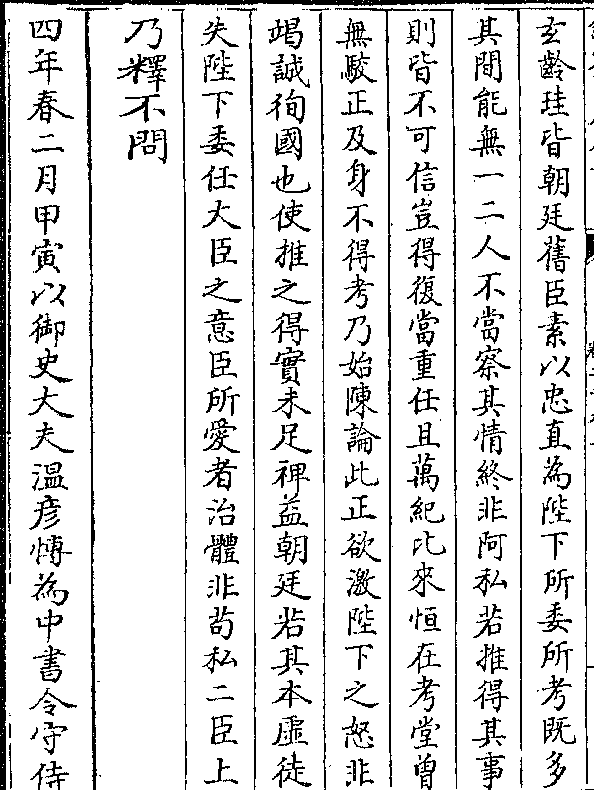 玄齡珪皆朝廷舊臣素以忠直為陛下所委所考既多
其間能無一二人不當察其情終非阿私若推得其事
則皆不可信豈得復當重任且萬紀比來恒在考堂曽
無駮正及身不得考乃始陳論此正欲激陛下之怒非
竭誠徇國也使推之得實未足裨益朝廷若其本虛徒
失陛下委任大臣之意臣所愛者治體非苟私二臣上
乃釋不問
四年春二月甲寅以御史大夫溫彦愽為中書令守侍